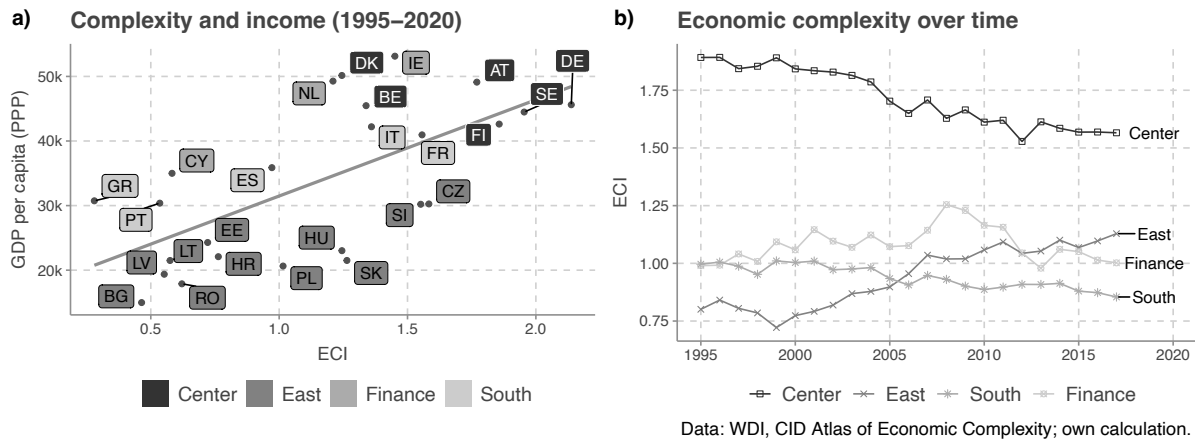 a) Complexity and income (1995–2020)
GDP per capita (PPP)
50k
40k
30k
20k
DK
IE
DE
NL
AT
BE
SE
IT
FI
FR
CY
ES
GR
PT
CZ
SI
EE
HU
LV
LT
HR
PL
SK
BG
RO
0.5 1.0 1.5 2.0
ECI
Center East Finance South
b) Economic complexity over time
ECI
1.75
1.50
1.25
1.00
0.75
Center
East
Finance
South
1995 2000 2005 2010 2015 2020
Center East South Finance
Data: WDI, CID Atlas of Economic Complexity; own calculation.